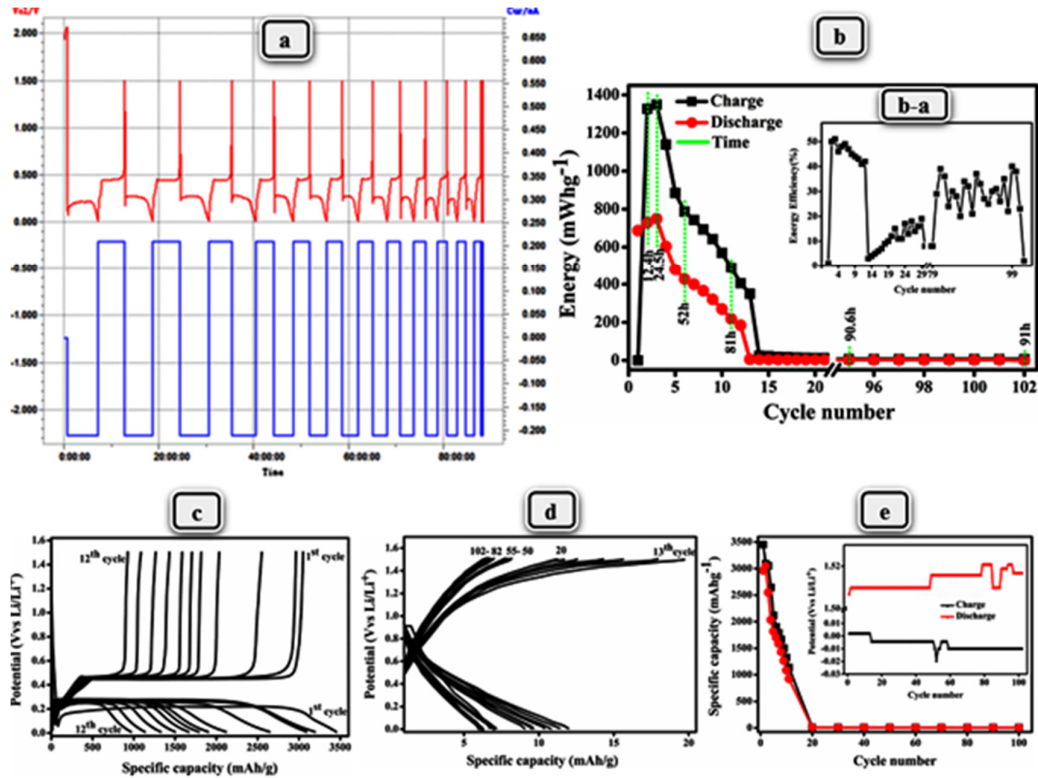 Vol/V
Cur/mA
a
2.000
1.500
1.000
0.500
0.000
-0.500
-1.000
-1.500
-2.000
0.650
0.600
0.550
0.500
0.450
0.400
0.350
0.300
0.250
0.200
0.150
0.100
0.050
0.000
-0.050
-0.100
-0.150
-0.200
0:00:00
20:00:00
40:00:00
60:00:00
80:00:00
Time
b
Energy (mWhg-1)
1400
1200
1000
800
600
400
200
0
Charge
Discharge
Time
12.4h
24.5h
52h
81h
90.6h
91h
0 5 10 15 20 96 98 100 102
Cycle number
b-a
Energy Efficiency(%)
50
40
30
20
10
0
4 9 14 19 24 29 79 99
Cycle number
c
Potential (Vvs Li/Li+)
1.6
1.4
1.2
1.0
0.8
0.6
0.4
0.2
0.0
12th cycle
1st cycle
1st cycle
12th cycle
0 500 1000 1500 2000 2500 3000 3500
Specific capacity (mAh/g)
d
Potential (Vvs Li/Li+)
1.6
1.4
1.2
1.0
0.8
0.6
0.4
0.2
0.0
102- 82 55- 50 20 13th cycle
5 10 15 20
Specific capacity (mAh/g)
e
Specific capacity (mAhg-1)
3500
3000
2500
2000
1500
1000
500
0
0 20 40 60 80 100
Cycle number
Potential (Vvs Li/Li+)
1.52
1.50
0.01
0.00
-0.01
-0.02
-0.03
Charge
Discharge
0 20 40 60 80 100
Cycle number